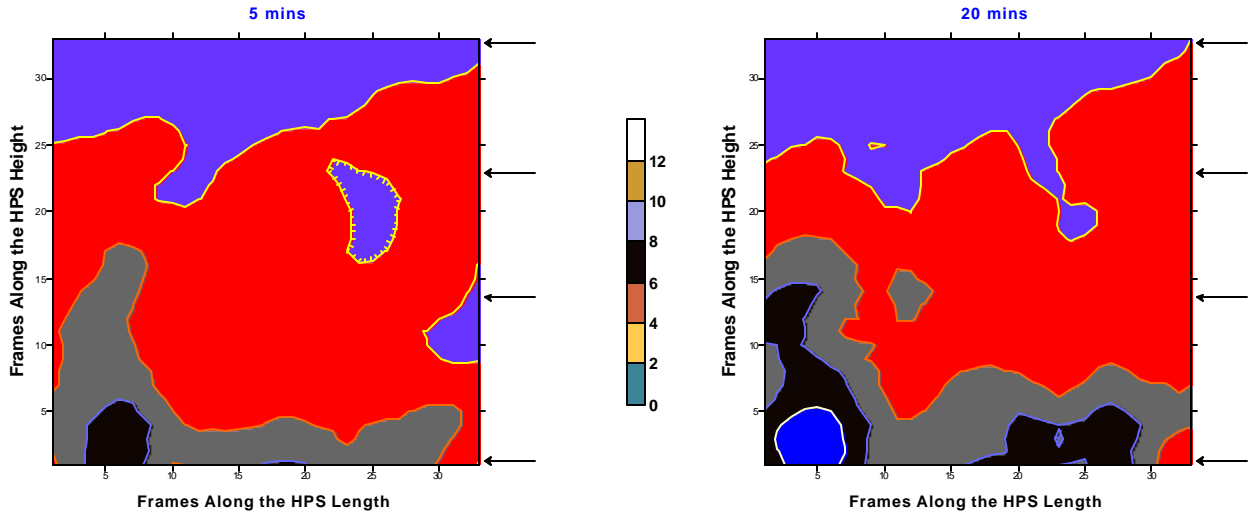 5 mins
Frames Along the HPS Height
30
25
20
15
10
5
5 10 15 20 25 30
Frames Along the HPS Length
12
10
8
6
4
2
0
20 mins
Frames Along the HPS Height
30
25
20
15
10
5
5 10 15 20 25 30
Frames Along the HPS Length